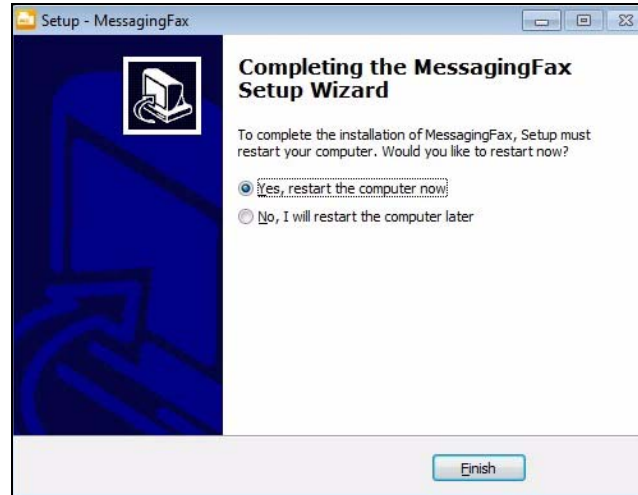 Setup - MessagingFax
Completing the MessagingFax
Setup Wizard
To complete the installation of MessagingFax, Setup must
restart your computer. Would you like to restart now?
Yes, restart the computer now
No, I will restart the computer later
Finish